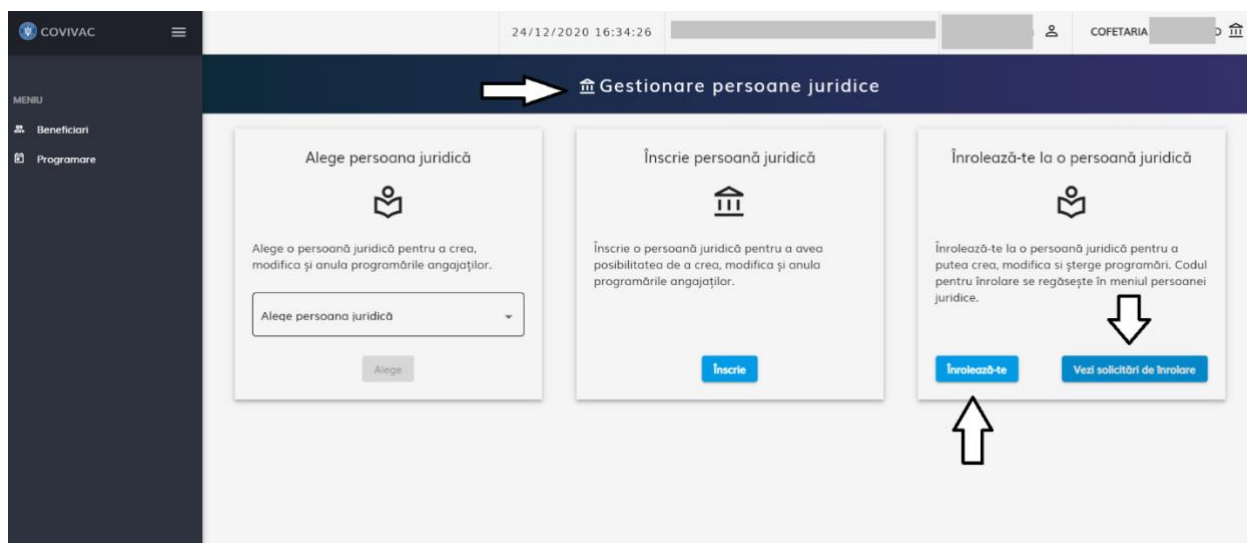 COVIVAC
24/12/2020 16:34:26
COFETARIA
Gestionare persoane juridice
MENIU
Beneficiari
Programare
Alege persoana juridică
Alege o persoană juridică pentru a crea,
modifica și anula programările angajaților.
Alege persoana juridică
Alege
Înscrie persoană juridică
Înscrie o persoană juridică pentru a avea
posibilitatea de a crea, modifica și anula
programările angajaților.
Înscrie
Înrolează-te la o persoană juridică
Înrolează-te la o persoană juridică pentru a
putea crea, modifica si șterge programări. Codul
pentru înrolare se regăsește în meniul persoanei
juridice.
Înrolează-te
Vezi solicitări de înrolare